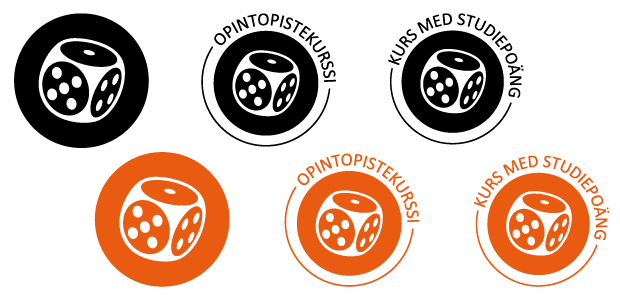 OPINTOPISTEKURSSI
KURS MED STUDIEPOÄNG
OPINTOPISTEKURSSI
KURS MED STUDIEPOÄNG